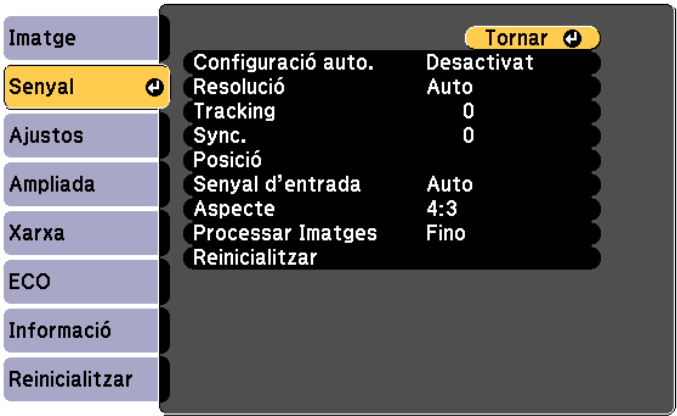 Imatge
Senyal
Ajustos
Ampliada
Xarxa
ECO
Informació
Reinicialitzar
Tornar
Configuració auto. Desactivat
Resolució Auto
Tracking 0
Sync. 0
Posició
Senyal d'entrada Auto
Aspecte 4:3
Processar Imatges Fino
Reinicialitzar